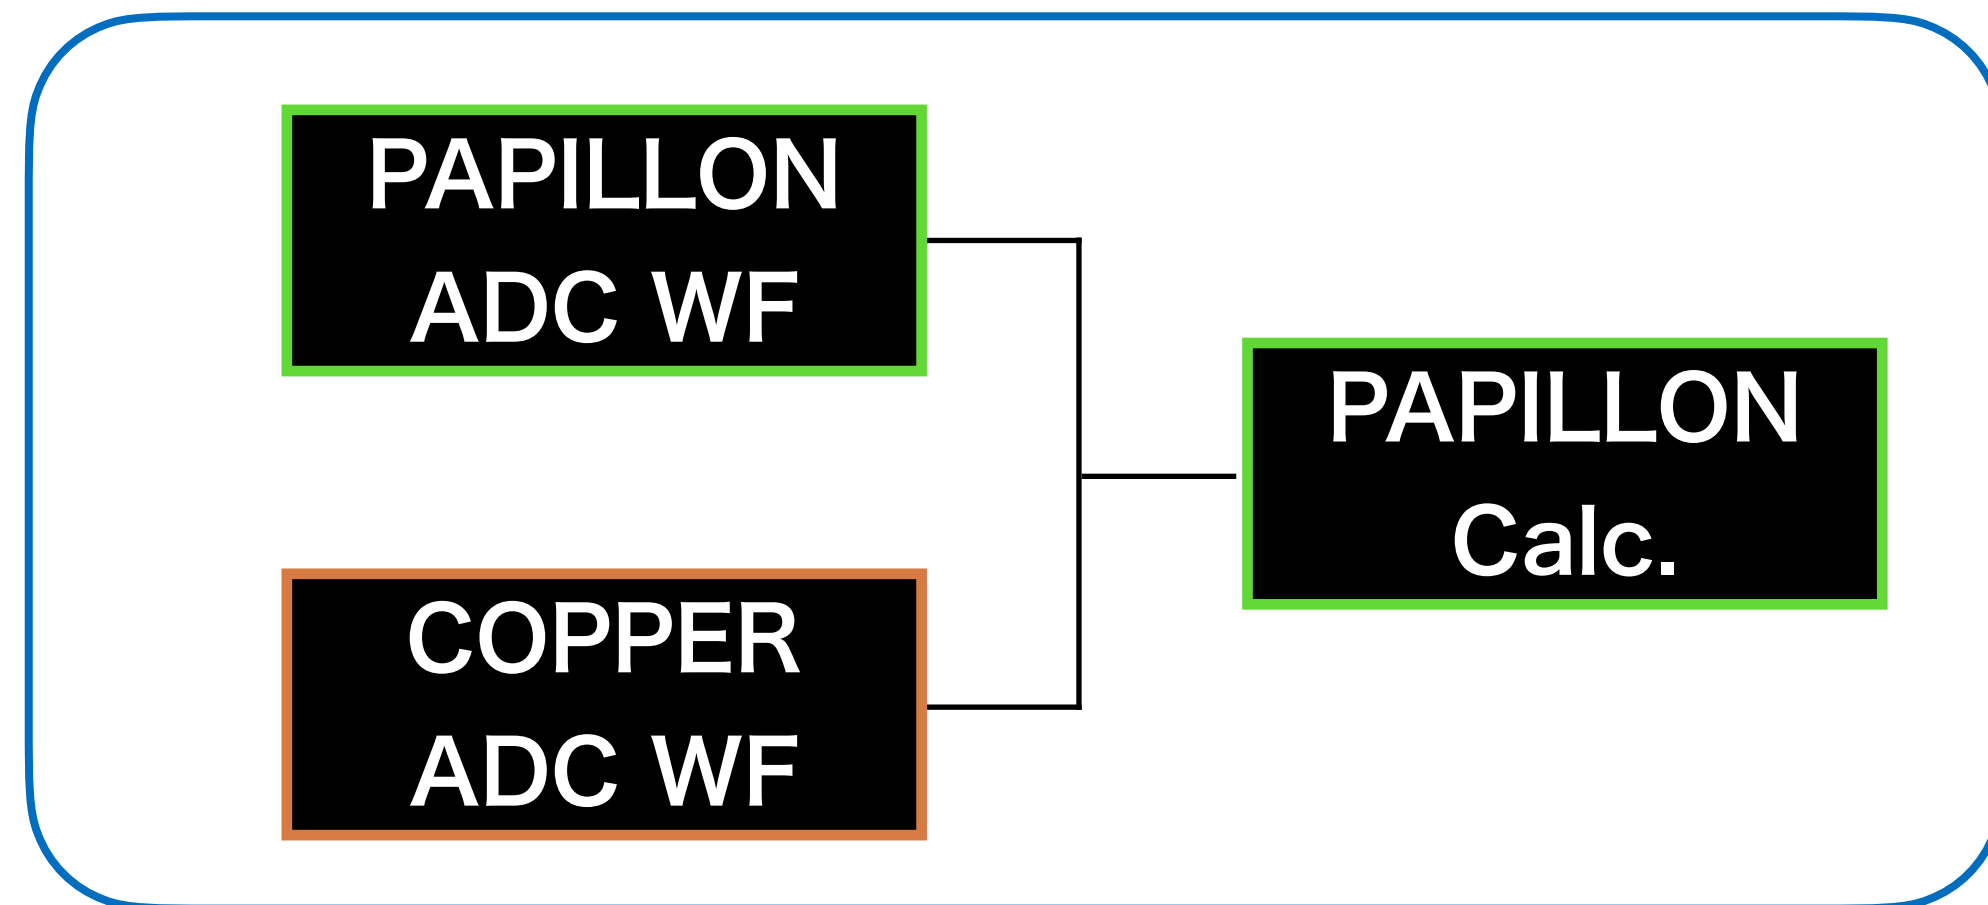 PAPILLON
ADC WF
COPPER
ADC WF
PAPILLON
Calc.